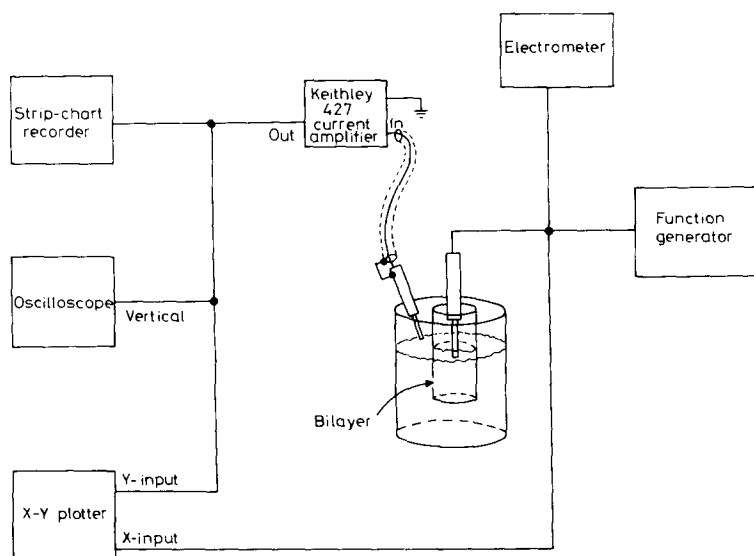 Electrometer
Strip-chart
recorder
Keithley
427
current
amplifier
In
Out
Function
generator
Oscilloscope
Vertical
Bilayer
Y-input
X-Y plotter
X-input